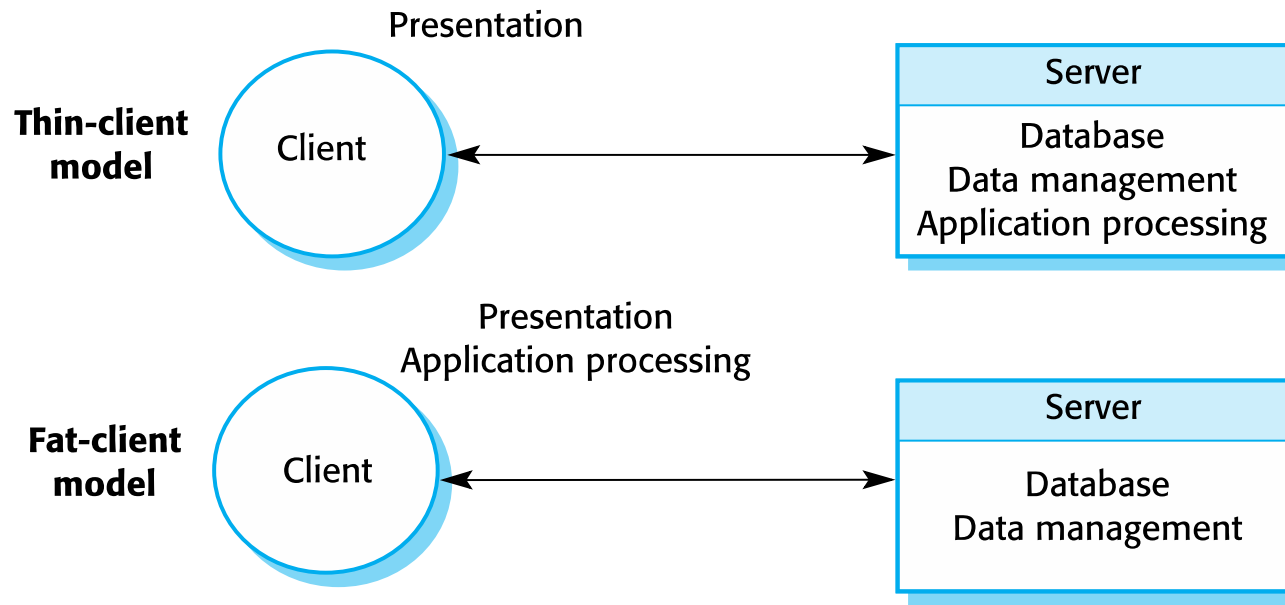 Presentation
Thin-client
model
Client
Server
Database
Data management
Application processing
Presentation
Application processing
Fat-client
model
Client
Server
Database
Data management